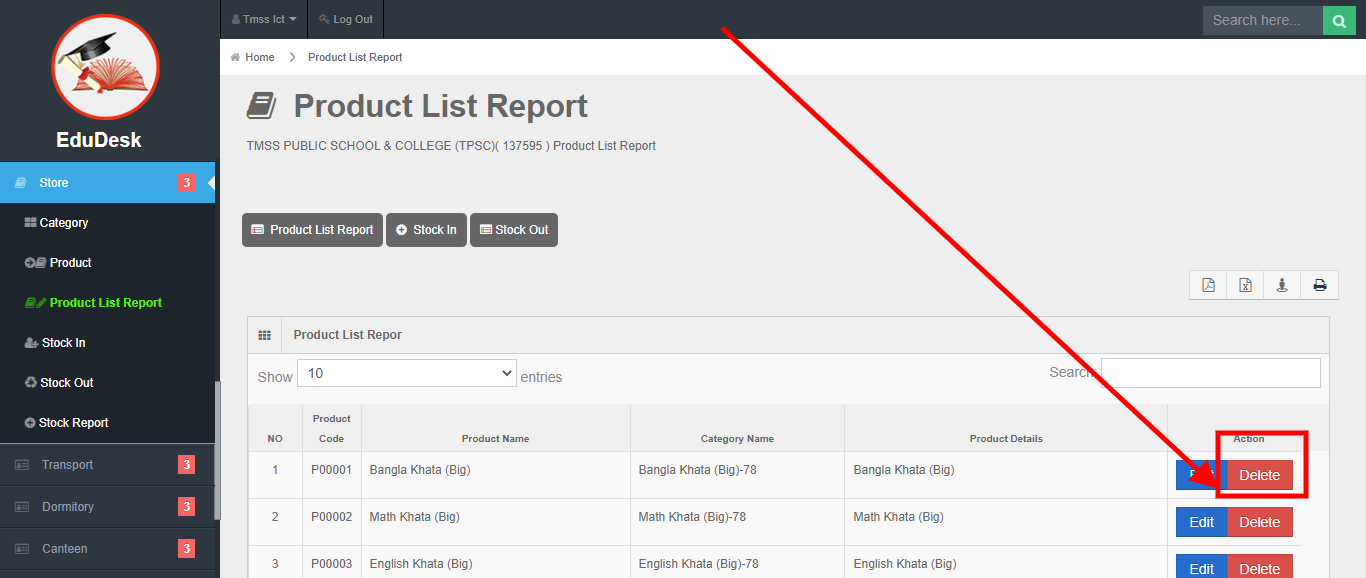 Tmss Ict
Log Out
Search here...
EduDesk
Home
Product List Report
Product List Report
TMSS PUBLIC SCHOOL & COLLEGE (TPSC)( 137595 ) Product List Report
Store 3
Category
Product
Product List Report
Stock In
Stock Out
Stock Report
Transport 3
Dormitory 3
Canteen 3
Product List Report
Stock In
Stock Out
Product List Repor
Show 10 entries
Search:
NO Product Code Product Name Category Name Product Details Action
1 P00001 Bangla Khata (Big) Bangla Khata (Big)-78 Bangla Khata (Big) Delete
2 P00002 Math Khata (Big) Math Khata (Big)-78 Math Khata (Big) Edit Delete
3 P00003 English Khata (Big) English Khata (Big)-78 English Khata (Big) Edit Delete